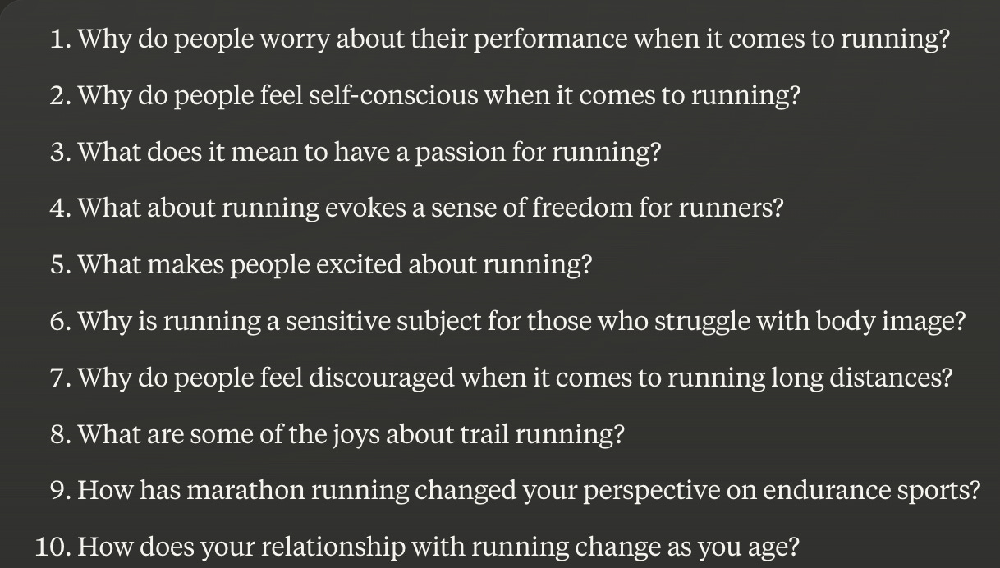 1. Why do people worry about their performance when it comes to running?
2. Why do people feel self-conscious when it comes to running?
3. What does it mean to have a passion for running?
4. What about running evokes a sense of freedom for runners?
5. What makes people excited about running?
6. Why is running a sensitive subject for those who struggle with body image?
7. Why do people feel discouraged when it comes to running long distances?
8. What are some of the joys about trail running?
9. How has marathon running changed your perspective on endurance sports?
10. How does your relationship with running change as you age?